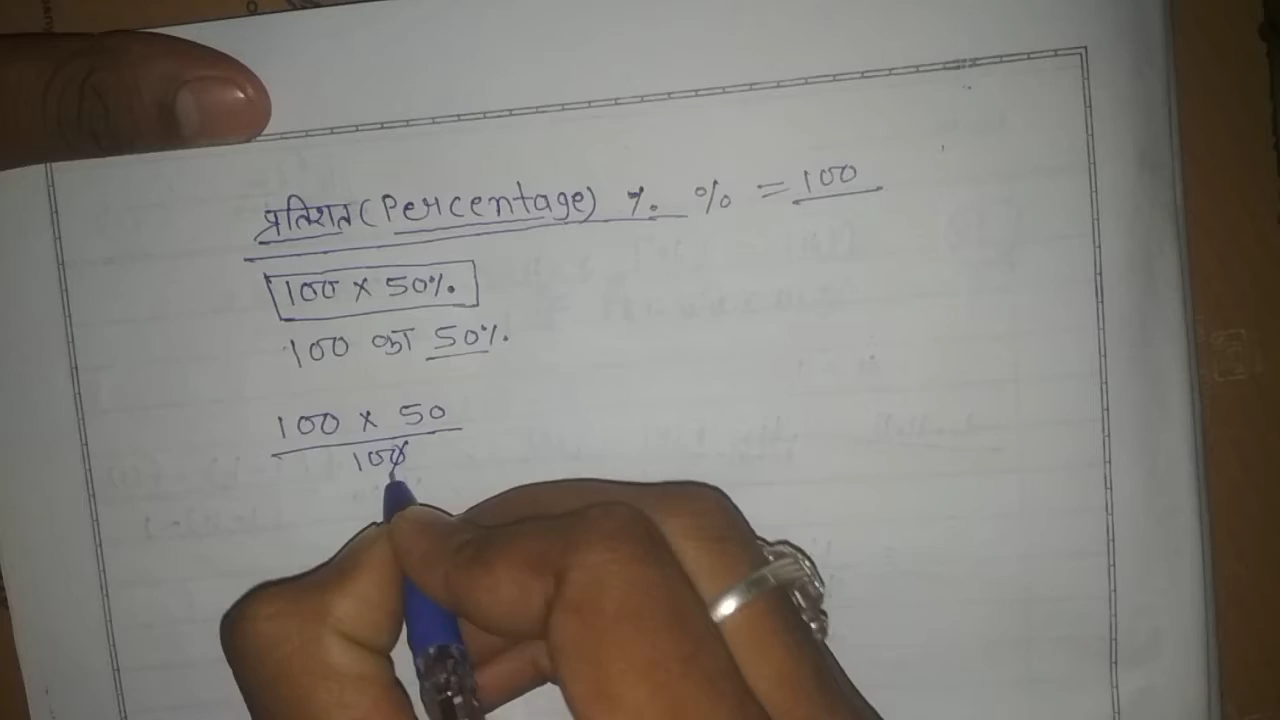 प्रतिशत (Percentage) %. % = 100
100 × 50%.
100 का 50%.
100 × 50
100